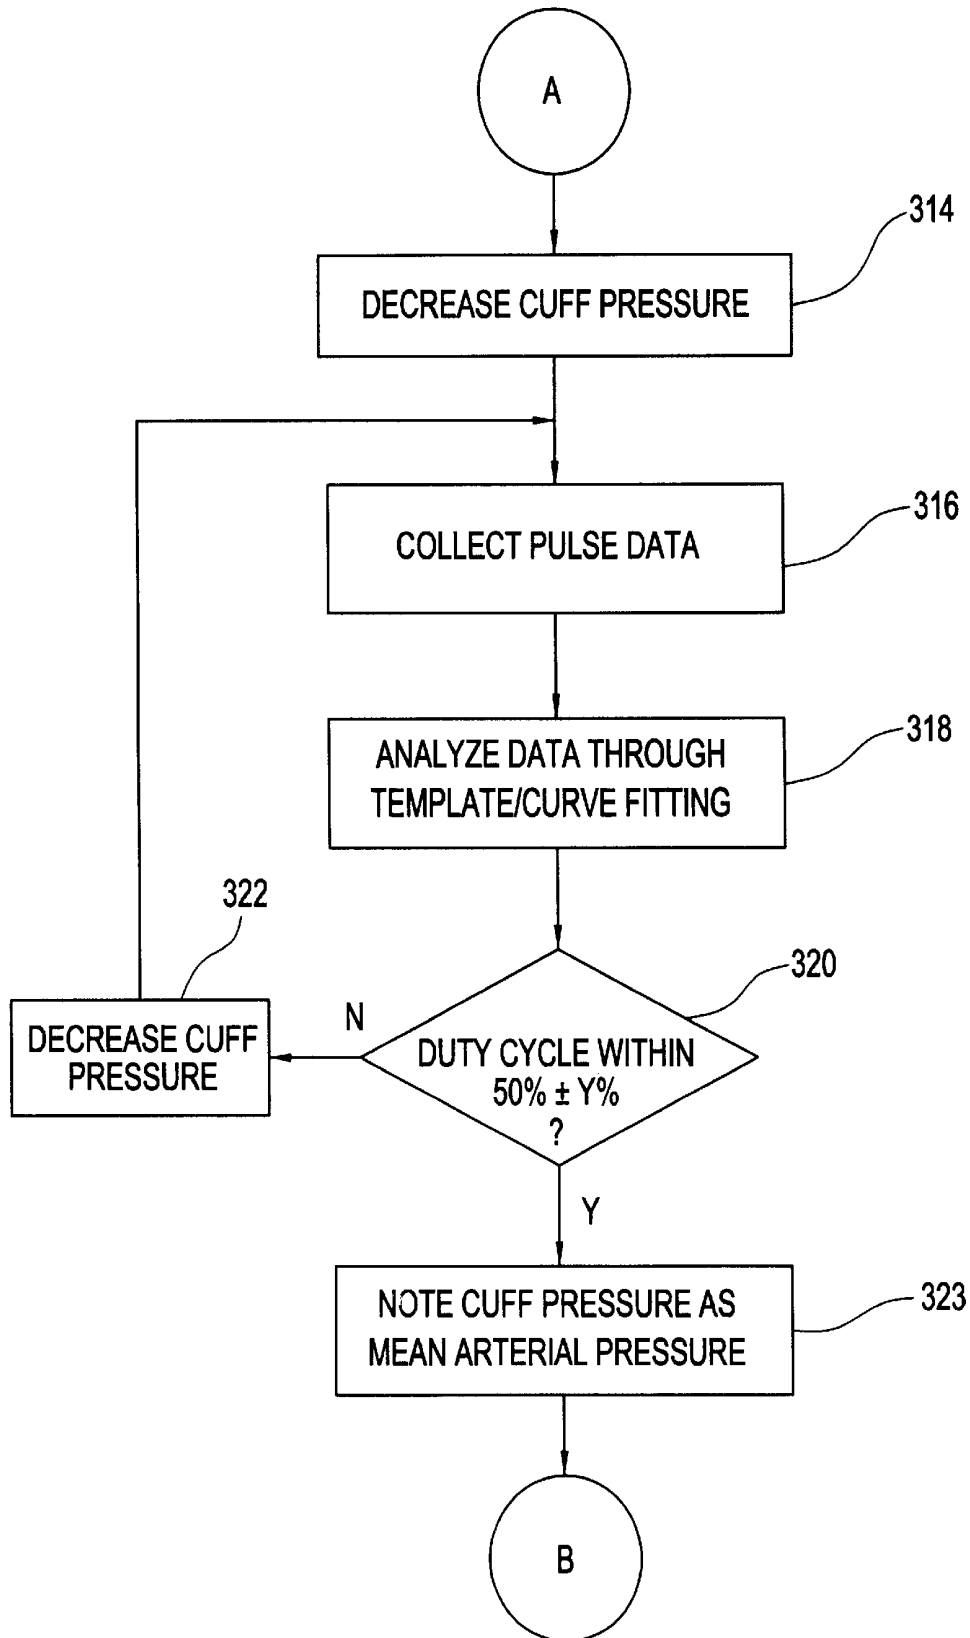 A
314
DECREASE CUFF PRESSURE
316
COLLECT PULSE DATA
318
ANALYZE DATA THROUGH
TEMPLATE/CURVE FITTING
322
320
N
DECREASE CUFF
PRESSURE
DUTY CYCLE WITHIN
50% ± Y%
?
Y
323
NOTE CUFF PRESSURE AS
MEAN ARTERIAL PRESSURE
B